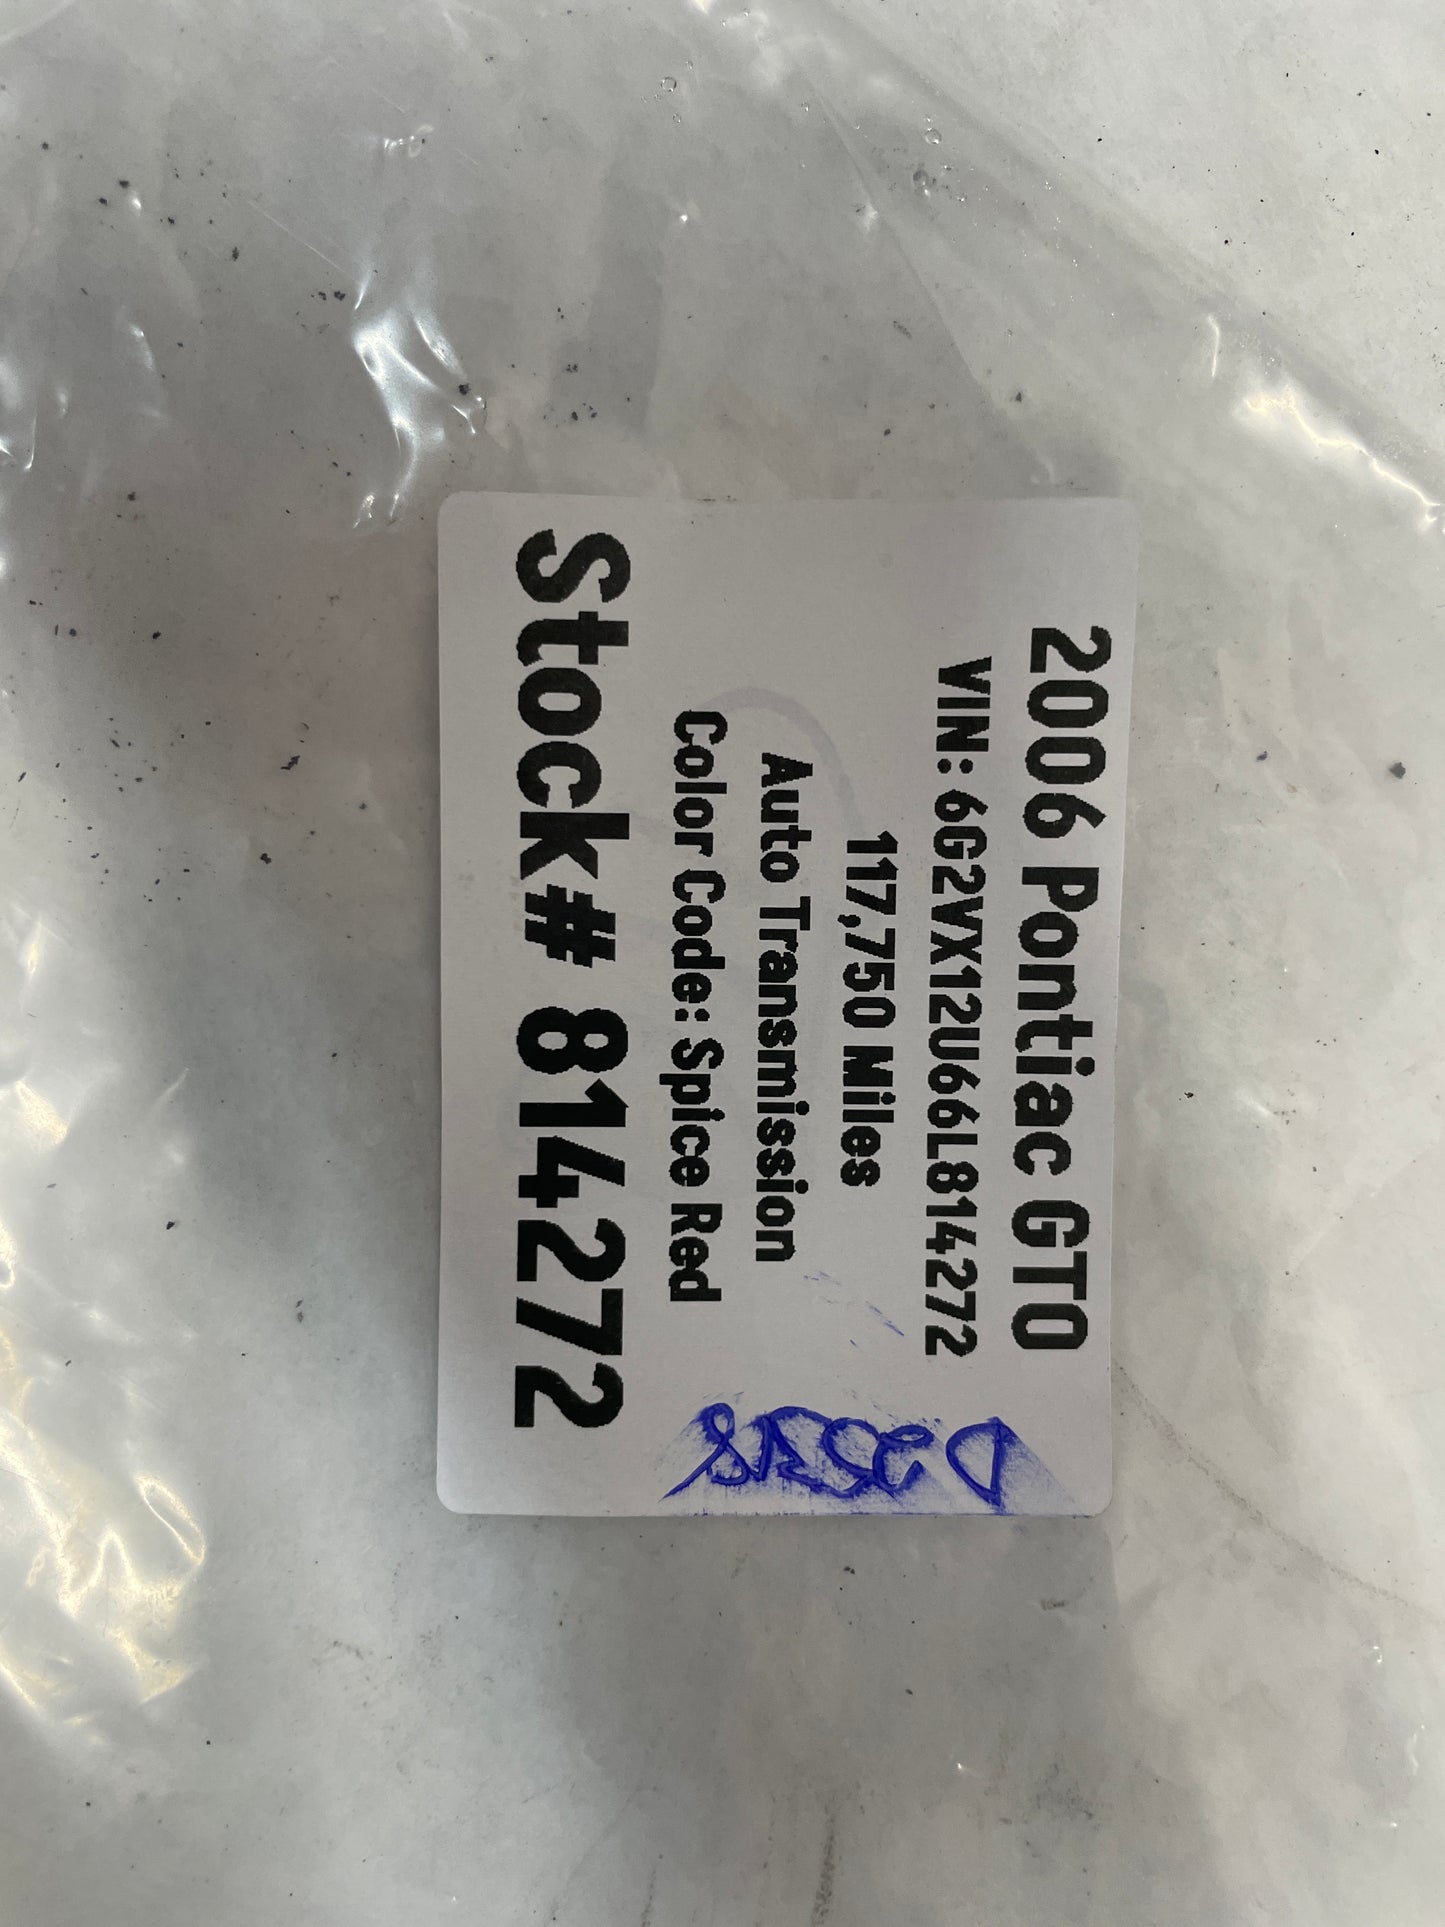 2006 Pontiac GTO
VIN: 6G2VX12U66L814272
117,750 Miles
Auto Transmission
Color Code: Spice Red
Stock# 814272